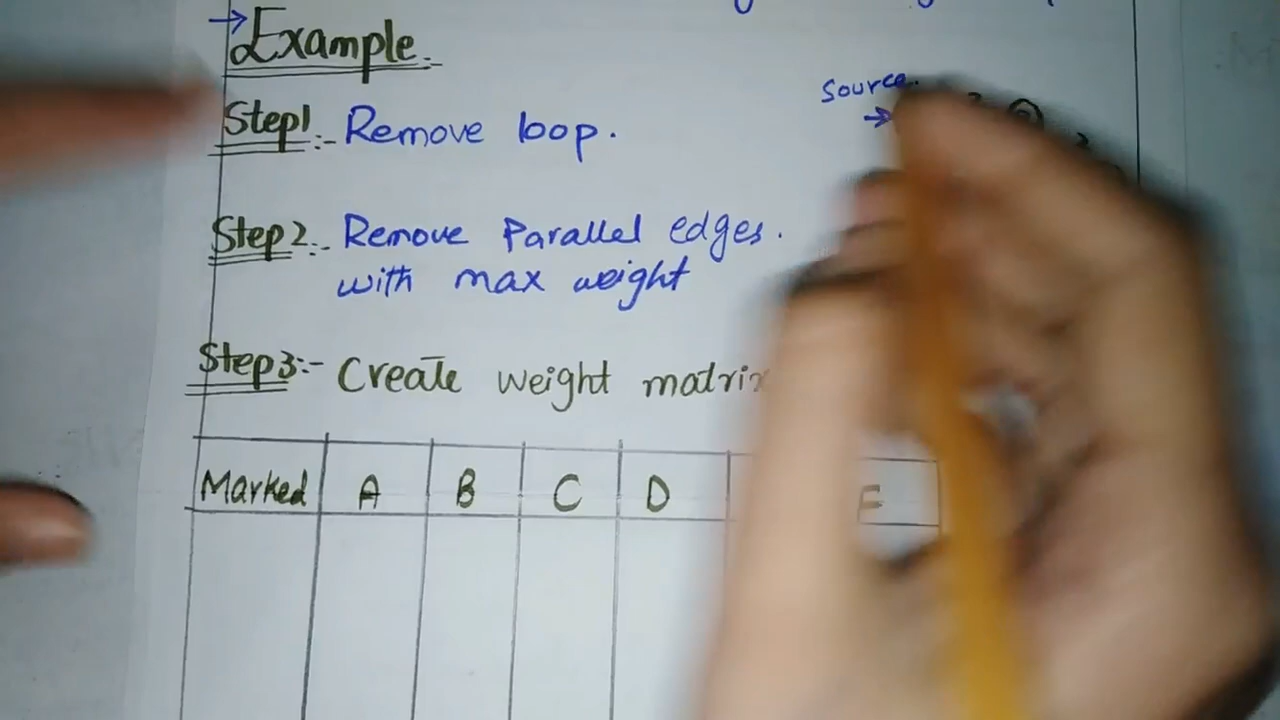 → Example:
Step1:- Remove loop.
Source.
→
Step2:- Remove Parallel edges.
with max weight
Step3:- Create weight matrix
Marked A B C D F